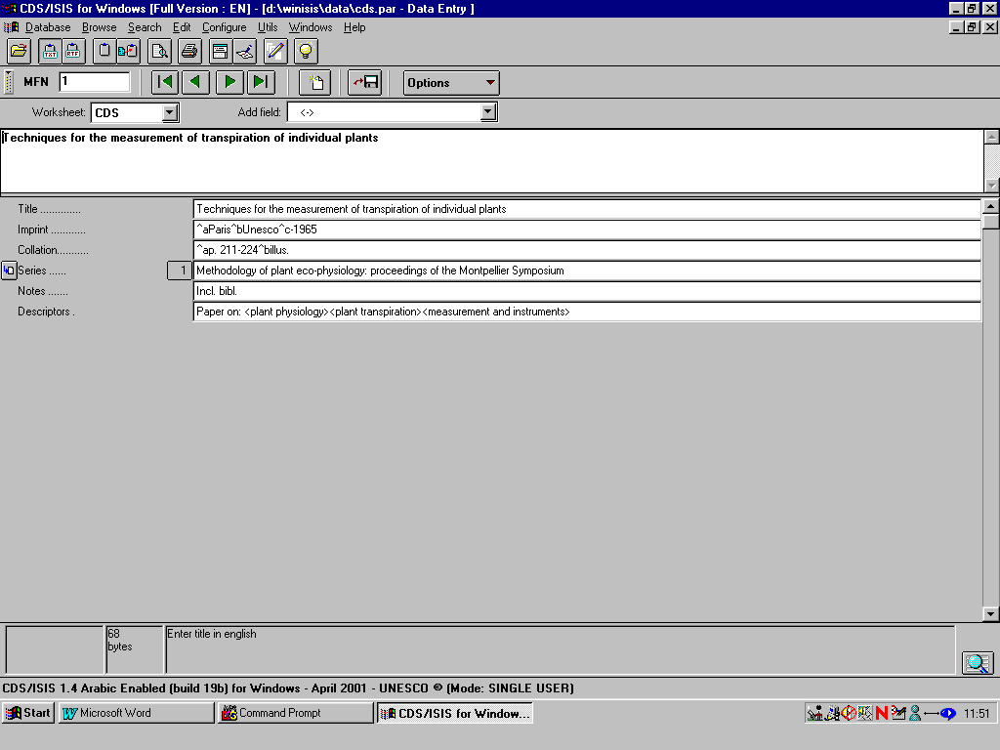 CDS/ISIS for Windows [Full Version : EN] - [d:\winisis\data\cds.par - Data Entry ]
Database Browse Search Edit Configure Utils Windows Help
TXT RTF
MFN 1 Options
Worksheet: CDS Add field: <->
Techniques for the measurement of transpiration of individual plants
Title .............. Techniques for the measurement of transpiration of individual plants
Imprint ............ ^aParis^bUnesco^c-1965
Collation........... ^ap. 211-224^billus.
Series ...... 1 Methodology of plant eco-physiology: proceedings of the Montpellier Symposium
Notes ....... Incl. bibl.
Descriptors . Paper on: <plant physiology><plant transpiration><measurement and instruments>
68 Enter title in english
bytes
CDS/ISIS 1.4 Arabic Enabled (build 19b) for Windows - April 2001 - UNESCO © (Mode: SINGLE USER)
Start Microsoft Word Command Prompt CDS/ISIS for Window... N 11:51